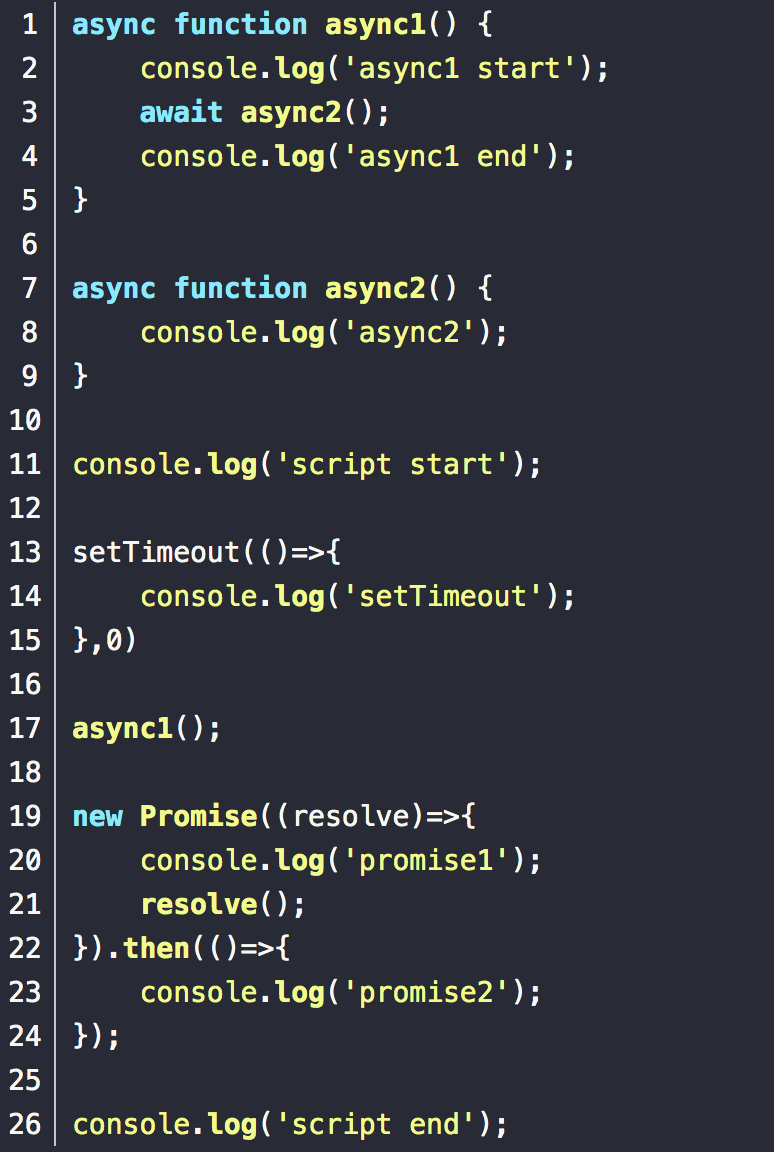 1 async function async1() {
2     console.log('async1 start');
3     await async2();
4     console.log('async1 end');
5 }
6
7 async function async2() {
8     console.log('async2');
9 }
10
11 console.log('script start');
12
13 setTimeout(()=>{
14     console.log('setTimeout');
15 },0)
16
17 async1();
18
19 new Promise((resolve)=>{
20     console.log('promise1');
21     resolve();
22 }).then(()=>{
23     console.log('promise2');
24 });
25
26 console.log('script end');